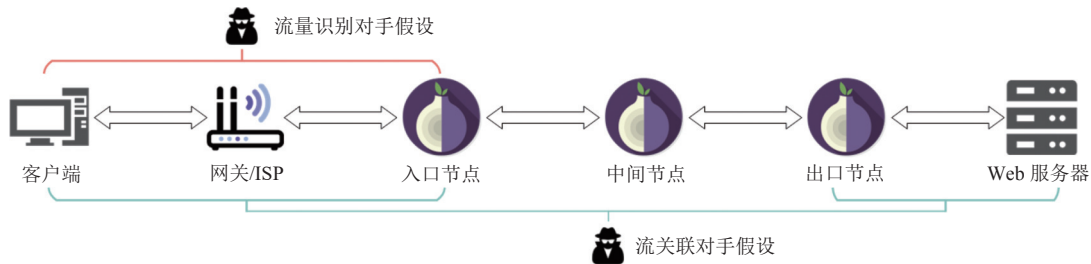 流量识别对手假设
客户端
网关/ISP
入口节点
中间节点
出口节点
Web 服务器
流关联对手假设